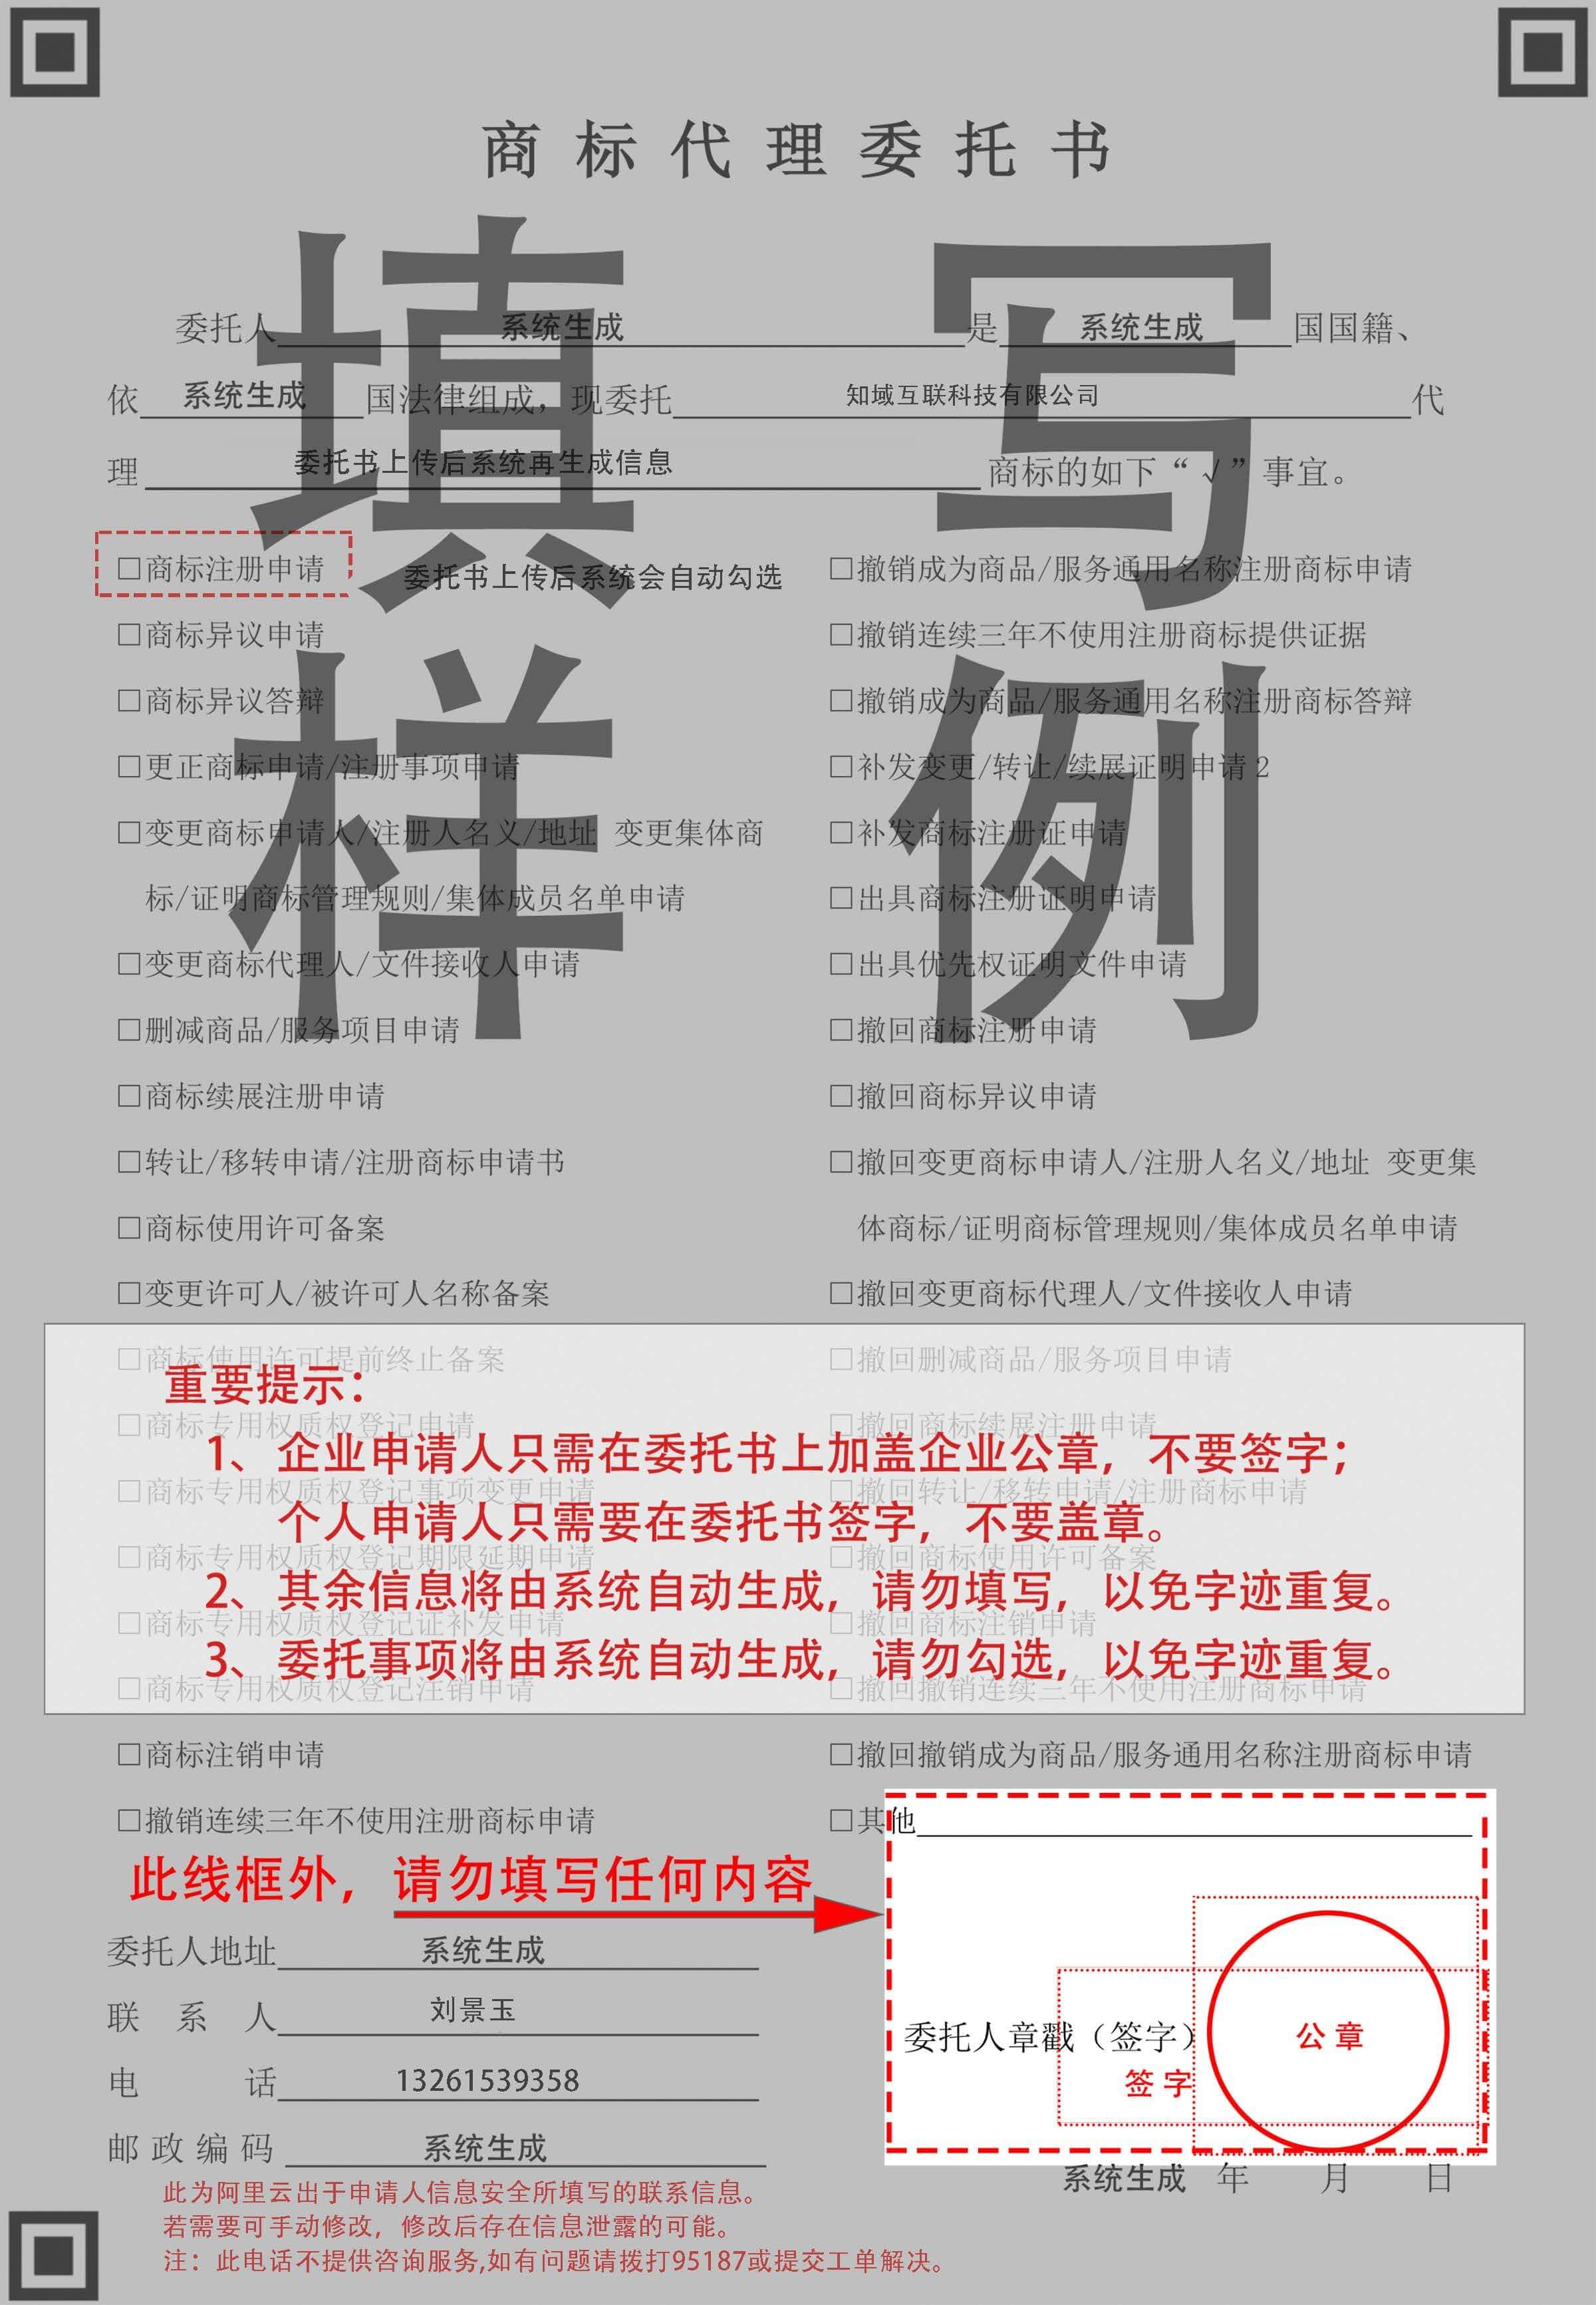 商标代理委托书
填写样例
委托人 系统生成 是 系统生成 国国籍、
依 系统生成 国法律组成，现委托 知域互联科技有限公司 代
理 委托书上传后系统再生成信息 商标的如下“√”事宜。
□商标注册申请 委托书上传后系统会自动勾选
□商标异议申请
□商标异议答辩
□更正商标申请/注册事项申请
□变更商标申请人/注册人名义/地址 变更集体商
标/证明商标管理规则/集体成员名单申请
□变更商标代理人/文件接收人申请
□删减商品/服务项目申请
□商标续展注册申请
□转让/移转申请/注册商标申请书
□商标使用许可备案
□变更许可人/被许可人名称备案
□商标使用许可提前终止备案
□商标专用权质权登记申请
□商标专用权质权登记事项变更申请
□商标专用权质权登记期限延期申请
□商标专用权质权登记证补发申请
□商标专用权质权登记注销申请
□商标注销申请
□撤销连续三年不使用注册商标申请
□撤销成为商品/服务通用名称注册商标申请
□撤销连续三年不使用注册商标提供证据
□撤销成为商品/服务通用名称注册商标答辩
□补发变更/转让/续展证明申请2
□补发商标注册证申请
□出具商标注册证明申请
□出具优先权证明文件申请
□撤回商标注册申请
□撤回商标异议申请
□撤回变更商标申请人/注册人名义/地址 变更集
体商标/证明商标管理规则/集体成员名单申请
□撤回变更商标代理人/文件接收人申请
□撤回删减商品/服务项目申请
□撤回商标续展注册申请
□撤回转让/移转申请/注册商标申请
□撤回商标使用许可备案
□撤回商标注销申请
□撤回撤销连续三年不使用注册商标申请
□撤回撤销成为商品/服务通用名称注册商标申请
□其他
重要提示：
1、企业申请人只需在委托书上加盖企业公章，不要签字；
个人申请人只需要在委托书签字，不要盖章。
2、其余信息将由系统自动生成，请勿填写，以免字迹重复。
3、委托事项将由系统自动生成，请勿勾选，以免字迹重复。
此线框外，请勿填写任何内容
委托人地址 系统生成
联系人 刘景玉
电话 13261539358
邮政编码 系统生成
委托人章戳（签字）
签字
公章
系统生成 年 月 日
此为阿里云出于申请人信息安全所填写的联系信息。
若需要可手动修改，修改后存在信息泄露的可能。
注：此电话不提供咨询服务,如有问题请拨打95187或提交工单解决。